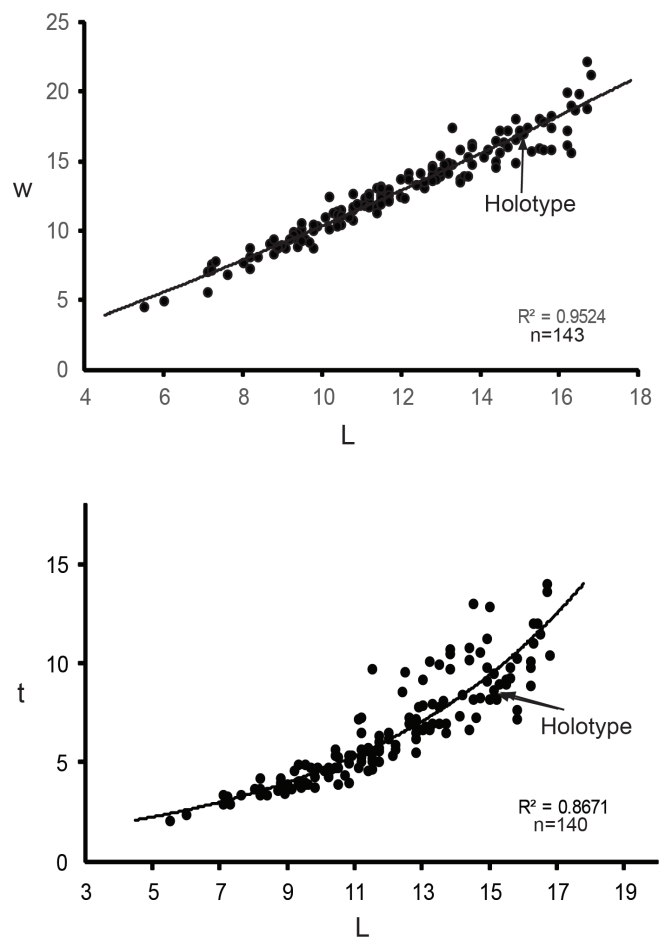 25
20
15
10
5
0
w
Holotype
R² = 0.9524
n=143
4 6 8 10 12 14 16 18
L
15
10
5
0
t
Holotype
R² = 0.8671
n=140
3 5 7 9 11 13 15 17 19
L